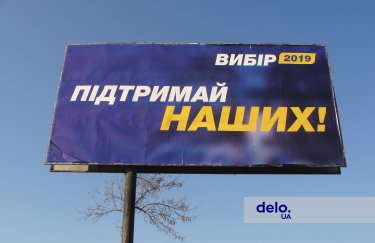 ВИБІР 2019
ПІДТРИМАЙ
НАШИХ!
delo.
UA